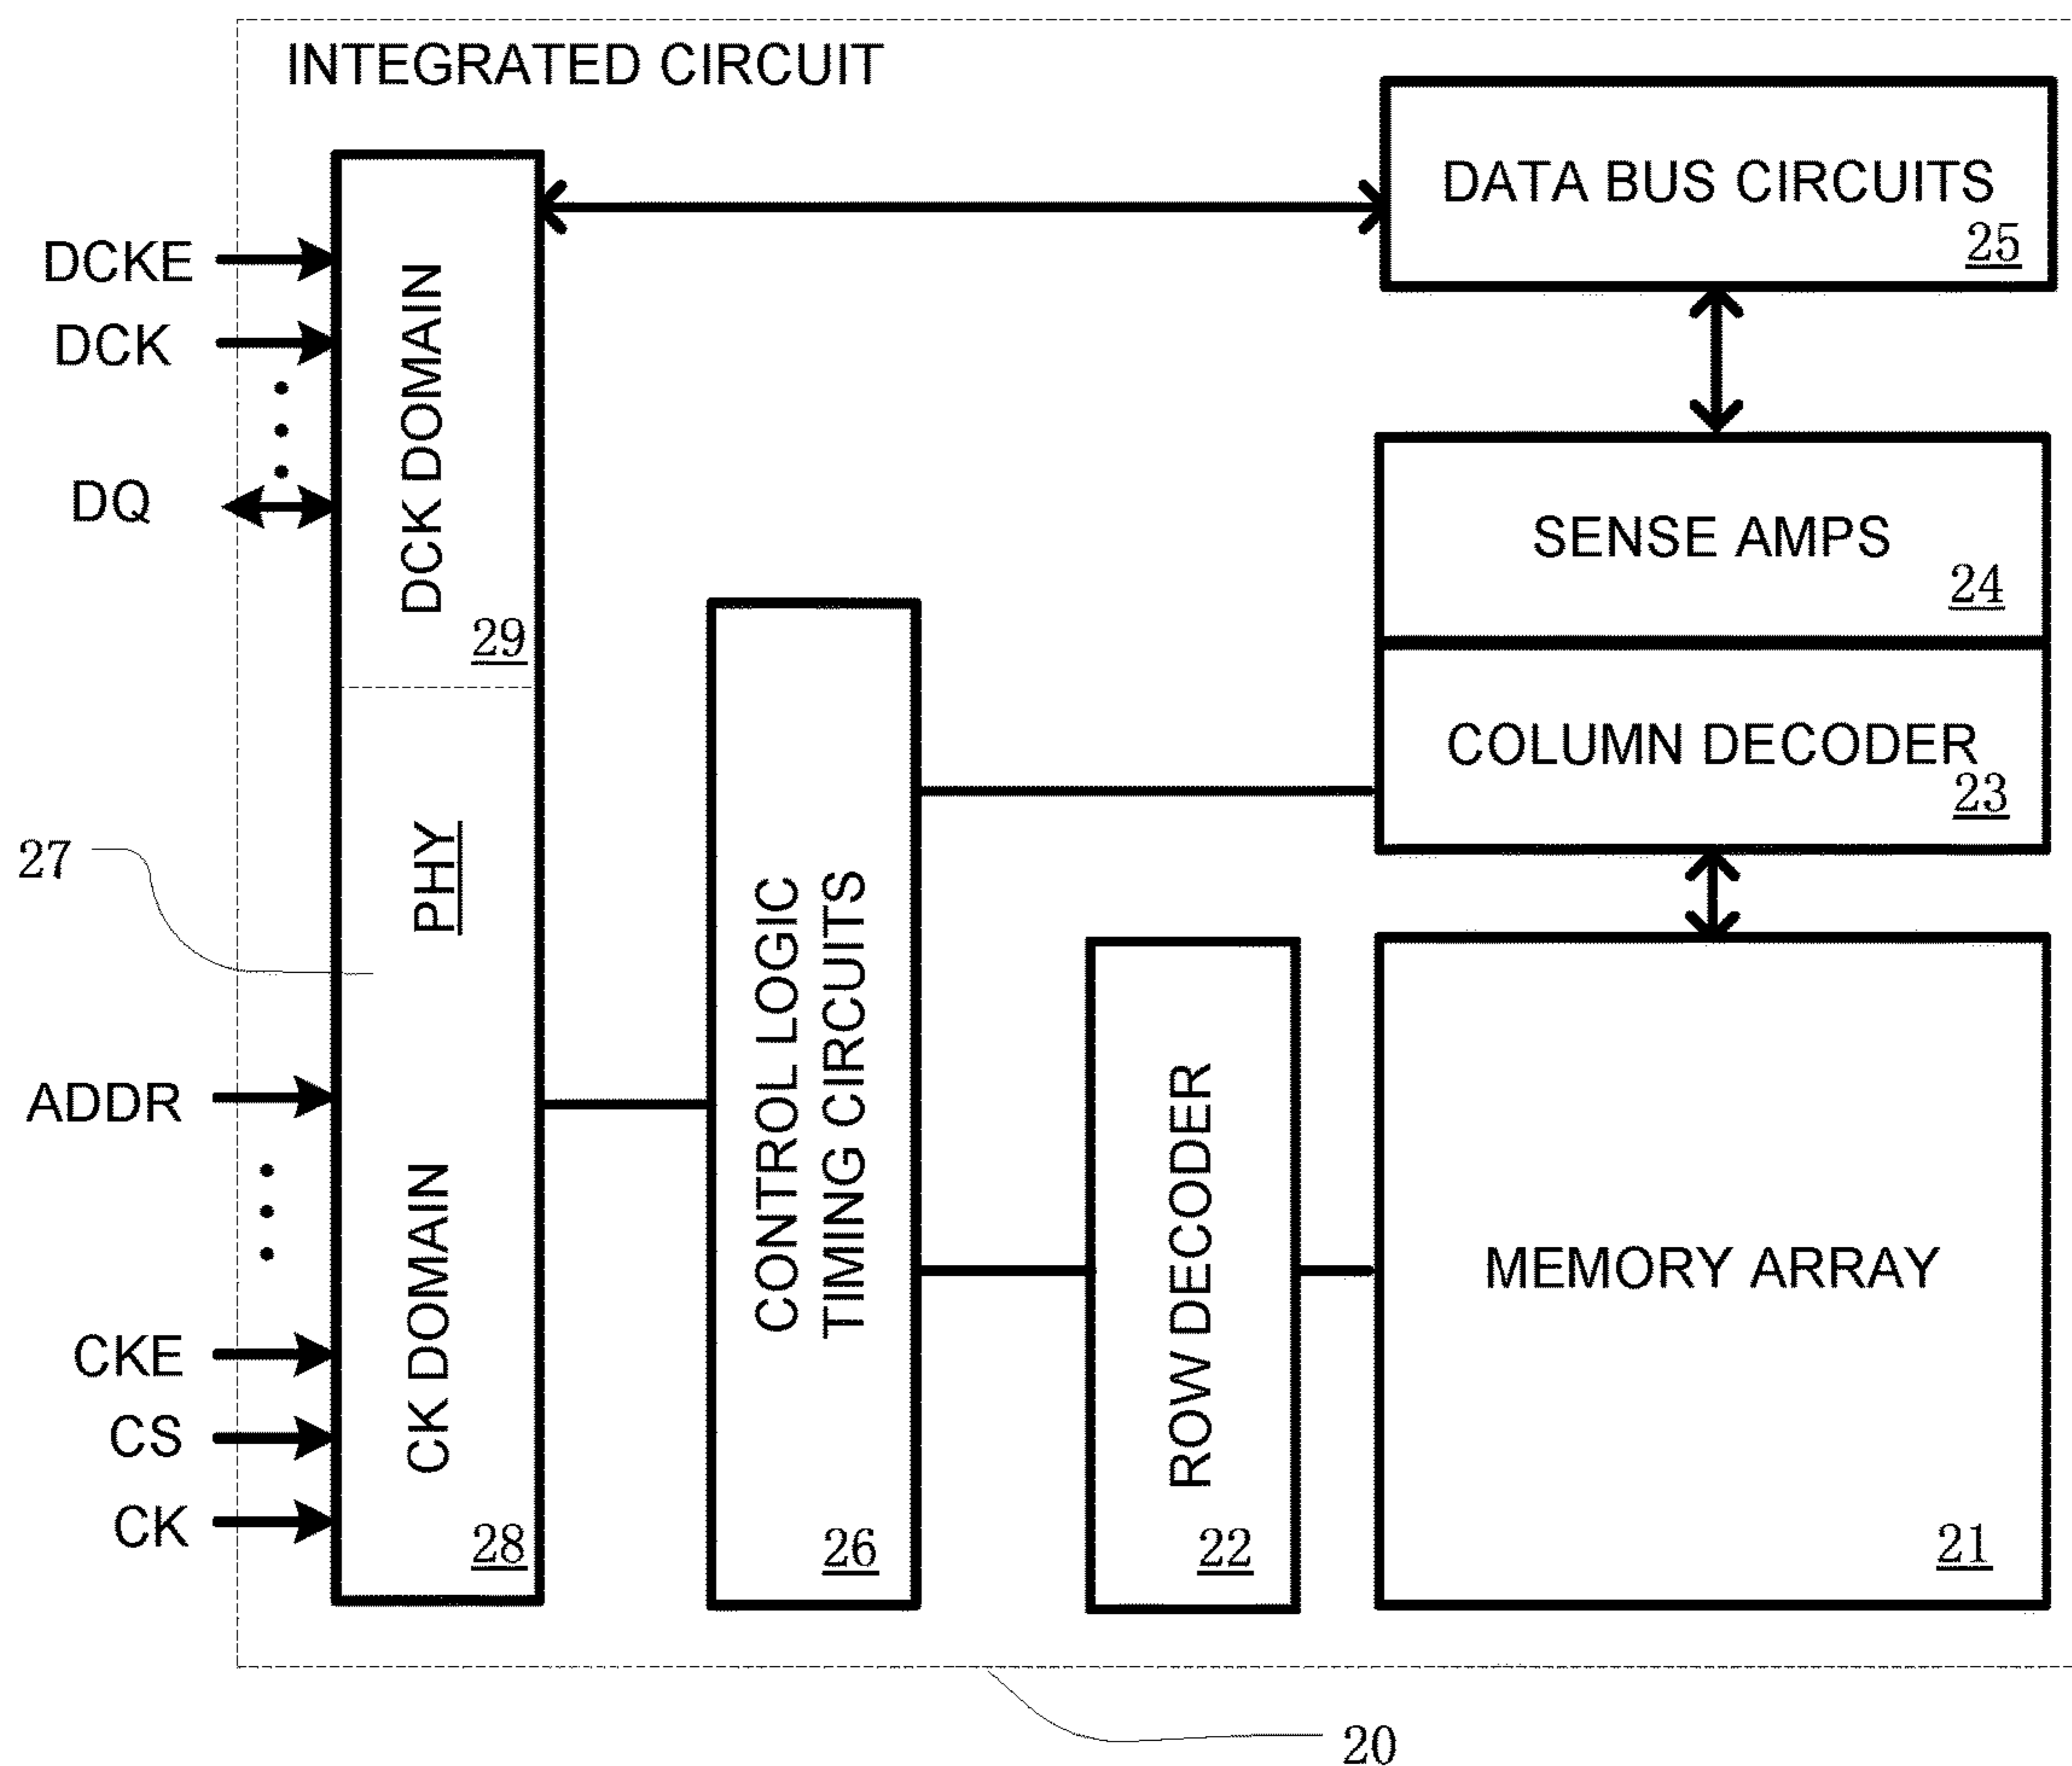 INTEGRATED CIRCUIT
DATA BUS CIRCUITS
25
DCKE
DCK
DQ
DCK DOMAIN
29
SENSE AMPS
24
COLUMN DECODER
23
27
PHY
ADDR
CKE
CS
CK
CK DOMAIN
28
CONTROL LOGIC
TIMING CIRCUITS
26
ROW DECODER
22
MEMORY ARRAY
21
20